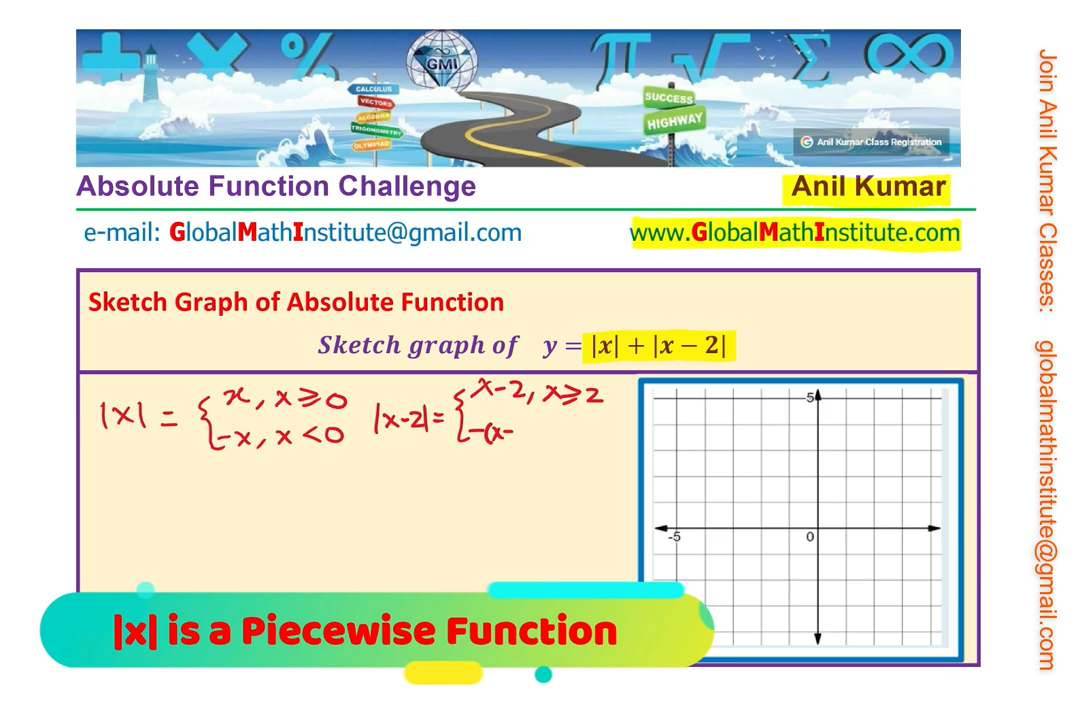 GMI
CALCULUS
VECTORS
ALGEBRA
TRIGONOMETRY
OLYMPIAD
SUCCESS
HIGHWAY
Anil Kumar Class Registration
Absolute Function Challenge
Anil Kumar
e-mail: GlobalMathInstitute@gmail.com
www.GlobalMathInstitute.com
Sketch Graph of Absolute Function
Sketch graph of y = |x| + |x − 2|
|x| = { x, x ≥ 0
-x, x < 0
|x-2| = { x-2, x ≥ 2
-(x-
5
-5
0
|x| is a Piecewise Function
Join Anil Kumar Classes: globalmathinstitute@gmail.com